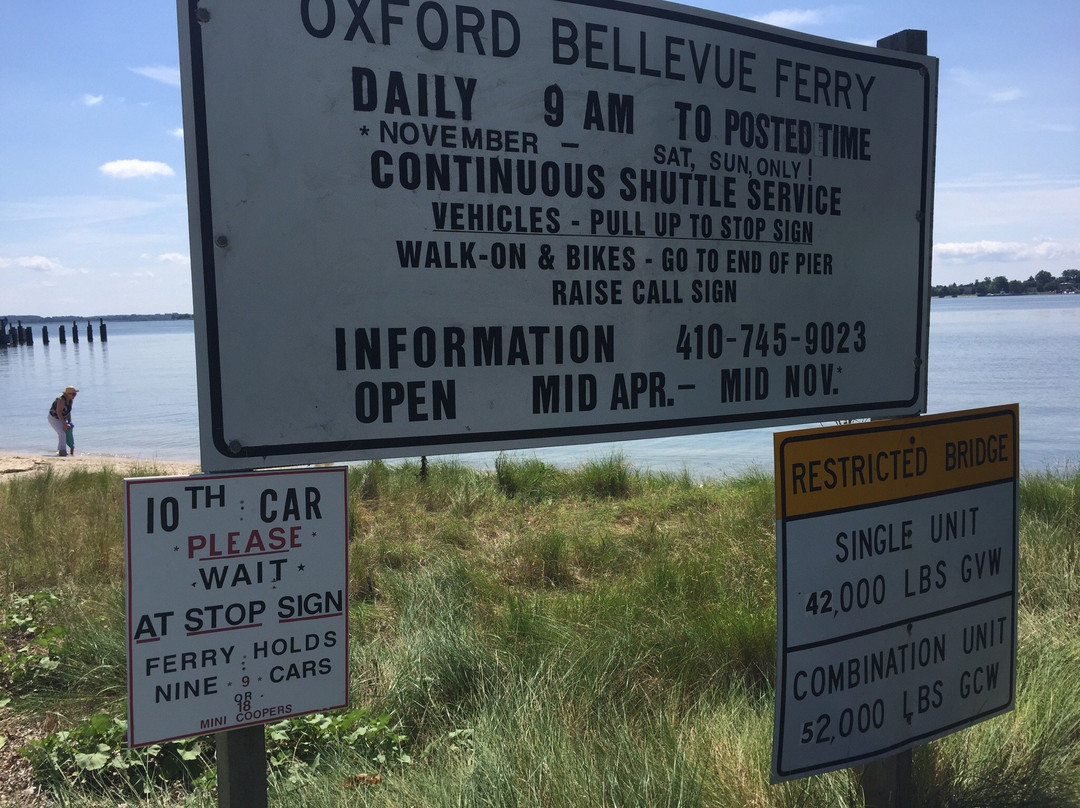 OXFORD BELLEVUE FERRY
DAILY 9 AM TO POSTED TIME
* NOVEMBER – SAT, SUN, ONLY!
CONTINUOUS SHUTTLE SERVICE
VEHICLES - PULL UP TO STOP SIGN
WALK-ON & BIKES - GO TO END OF PIER
RAISE CALL SIGN
INFORMATION 410-745-9023
OPEN MID APR. – MID NOV.*
10TH CAR
PLEASE
WAIT
AT STOP SIGN
FERRY HOLDS
NINE 9 CARS
OR
18
MINI COOPERS
RESTRICTED BRIDGE
SINGLE UNIT
42,000 LBS GVW
COMBINATION UNIT
52,000 LBS GCW